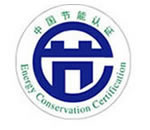 中国节能认证
Energy Conservation Certification